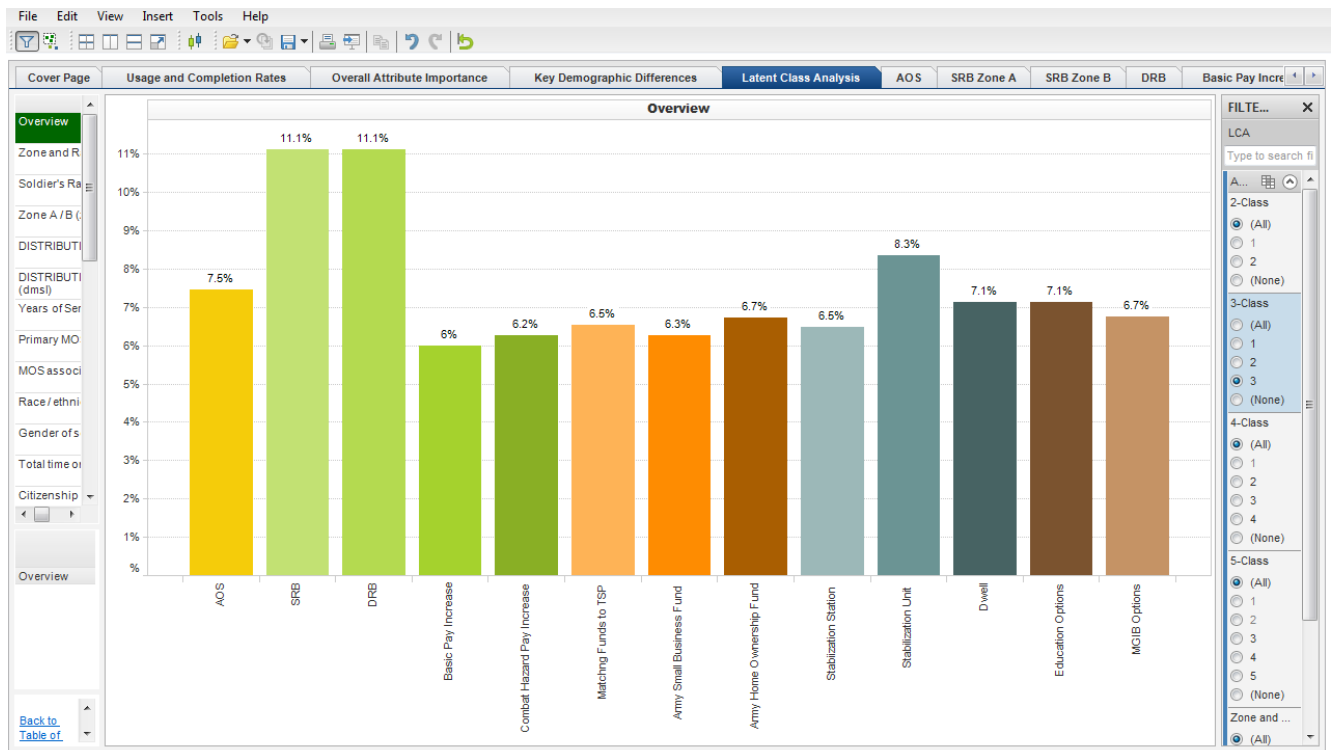 File Edit View Insert Tools Help
Cover Page Usage and Completion Rates Overall Attribute Importance Key Demographic Differences Latent Class Analysis AOS SRB Zone A SRB Zone B DRB Basic Pay Incre
Overview
Zone and R
Soldier's Ra
Zone A / B (
DISTRIBUTI
DISTRIBUTI
(dmsl)
Years of Ser
Primary MO
MOS associ
Race / ethni
Gender of s
Total time or
Citizenship
Overview
Back to
Table of
Overview
11%
10%
9%
8%
7%
6%
5%
4%
3%
2%
1%
%
7.5%
11.1%
11.1%
6%
6.2%
6.5%
6.3%
6.7%
6.5%
8.3%
7.1%
7.1%
6.7%
AOS
SRB
DRB
Basic Pay Increase
Combat Hazard Pay Increase
Matchng Funds to TSP
Army Small Business Fund
Army Home Ownership Fund
Stabiization Station
Stabilization Unit
Dwell
Education Options
MGIB Options
FILTE...
LCA
Type to search fi
A...
2-Class
(All)
1
2
(None)
3-Class
(All)
1
2
3
(None)
4-Class
(All)
1
2
3
4
(None)
5-Class
(All)
1
2
3
4
5
(None)
Zone and ...
(All)